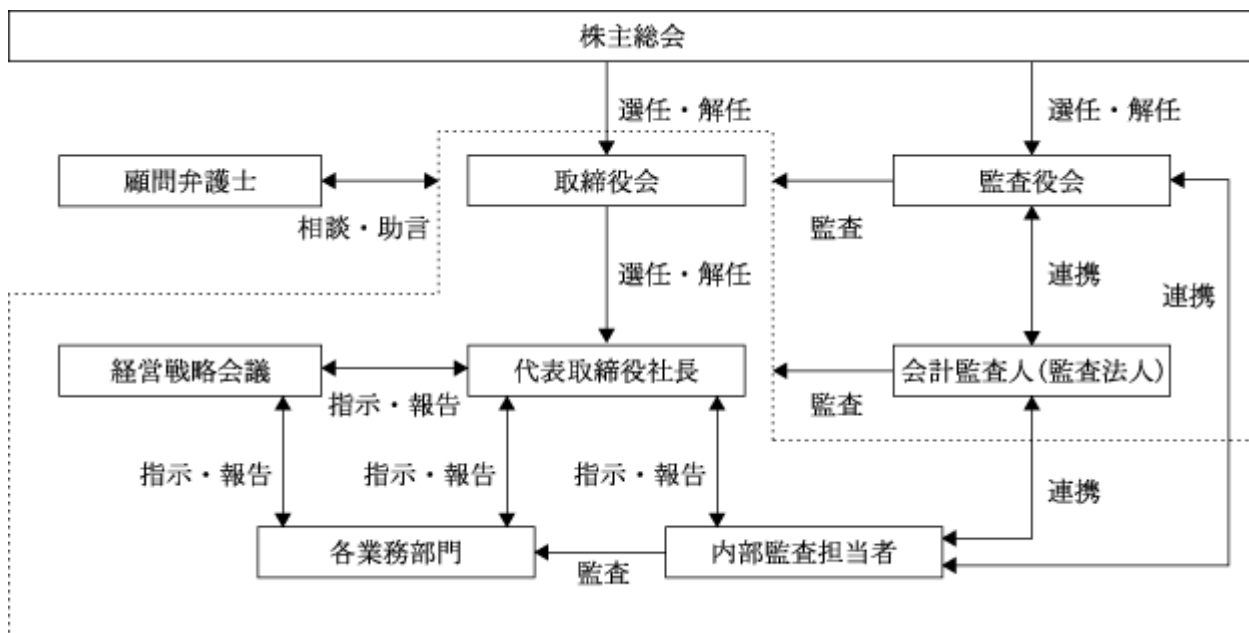 株主総会
選任・解任
選任・解任
顧問弁護士
取締役会
監査役会
相談・助言
監査
選任・解任
連携
連携
経営戦略会議
代表取締役社長
会計監査人（監査法人）
指示・報告
監査
指示・報告
指示・報告
指示・報告
連携
各業務部門
内部監査担当者
監査